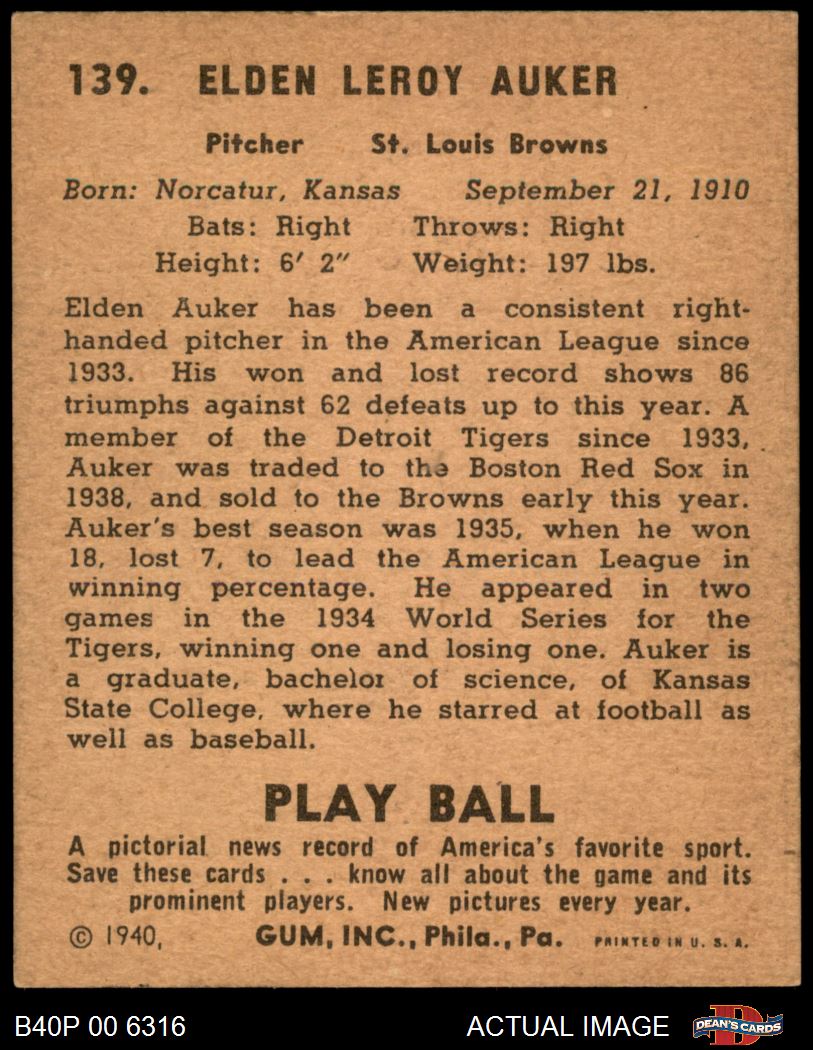 139. ELDEN LEROY AUKER
Pitcher St. Louis Browns
Born: Norcatur, Kansas September 21, 1910
Bats: Right Throws: Right
Height: 6′ 2″ Weight: 197 lbs.
Elden Auker has been a consistent right-
handed pitcher in the American League since
1933. His won and lost record shows 86
triumphs against 62 defeats up to this year. A
member of the Detroit Tigers since 1933,
Auker was traded to the Boston Red Sox in
1938, and sold to the Browns early this year.
Auker's best season was 1935, when he won
18, lost 7, to lead the American League in
winning percentage. He appeared in two
games in the 1934 World Series for the
Tigers, winning one and losing one. Auker is
a graduate, bachelor of science, of Kansas
State College, where he starred at football as
well as baseball.
PLAY BALL
A pictorial news record of America's favorite sport.
Save these cards . . . know all about the game and its
prominent players. New pictures every year.
© 1940, GUM, INC., Phila., Pa. PRINTED IN U. S. A.
B40P 00 6316 ACTUAL IMAGE DEAN'S CARDS